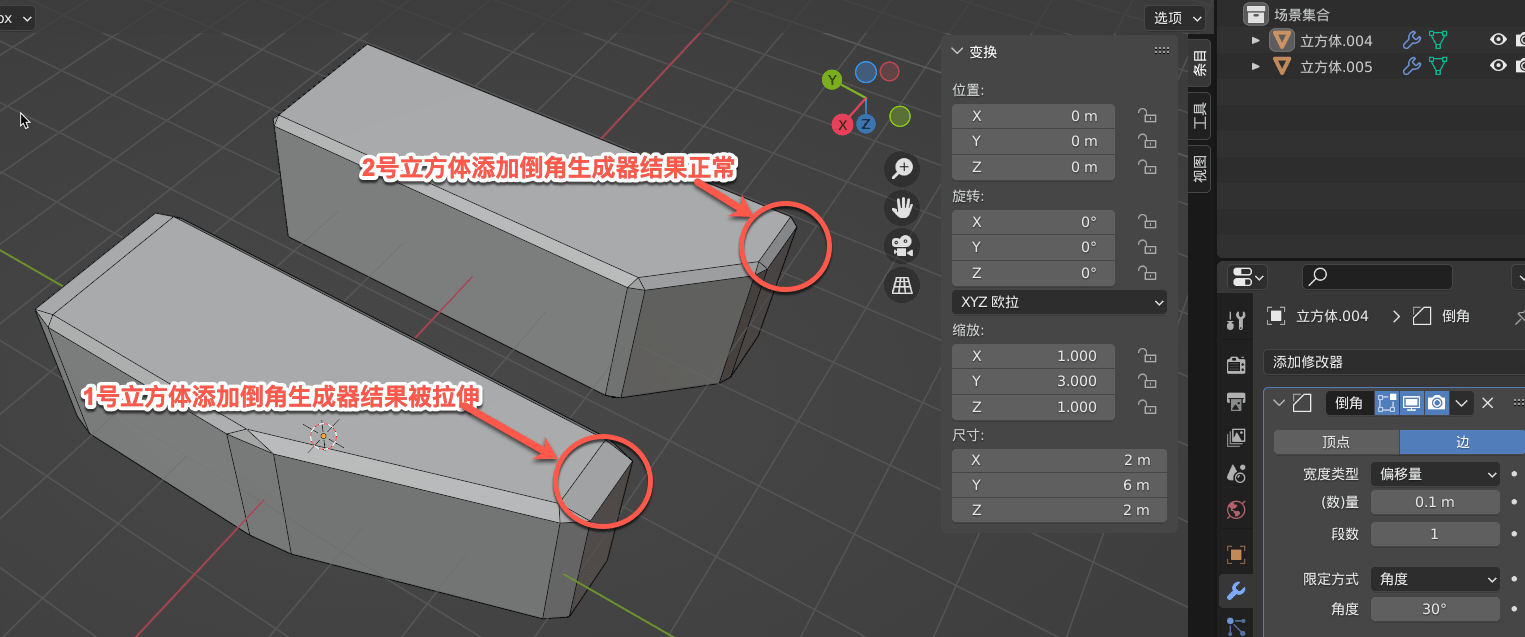 选项
Y
X
Z
2号立方体添加倒角生成器结果正常
1号立方体添加倒角生成器结果被拉伸
变换
位置:
X 0 m
Y 0 m
Z 0 m
旋转:
X 0°
Y 0°
Z 0°
XYZ 欧拉
缩放:
X 1.000
Y 3.000
Z 1.000
尺寸:
X 2 m
Y 6 m
Z 2 m
条目
工具
视图
场景集合
立方体.004
立方体.005
立方体.004 倒角
添加修改器
倒角
顶点 边
宽度类型 偏移量
(数)量 0.1 m
段数 1
限定方式 角度
角度 30°